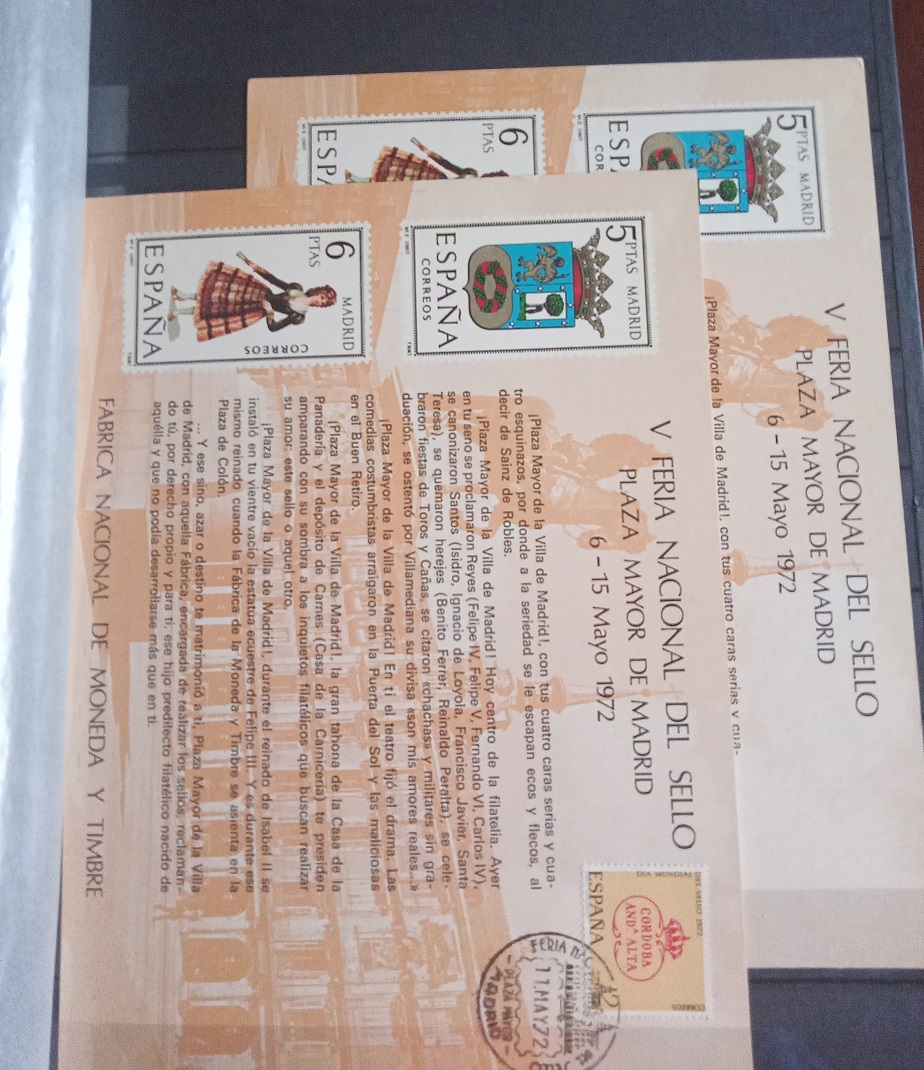 5 PTAS MADRID
ESPAÑA
CORREOS
6 PTAS
MADRID
CORREOS
ESPAÑA
V FERIA NACIONAL DEL SELLO
PLAZA MAYOR DE MADRID
6-15 Mayo 1972
¡Plaza Mayor de la Villa de Madrid!, con tus cuatro caras serias y cua-
tro esquinazos, por donde a la seriedad se le escapan ecos y flecos, al
decir de Sainz de Robles.
¡Plaza Mayor de la Villa de Madrid! Hoy centro de la filatelia. Ayer
en tu seno se proclamaron Reyes (Felipe IV, Felipe V, Fernando VI, Carlos IV),
se canonizaron Santos (Isidro, Ignacio de Loyola, Francisco Javier, Santa
Teresa), se quemaron herejes (Benito Ferrer, Reinaldo Peralta), se cele-
braron fiestas de Toros y Cañas, se citaron «chachas» y militares sin gra-
duación, se ostentó por Villamediana su divisa «son mis amores reales...»
¡Plaza Mayor de la Villa de Madrid! En ti el teatro fijó el drama. Las
comedias costumbristas arraigaron en la Puerta del Sol y las maliciosas
en el Buen Retiro.
¡Plaza Mayor de la Villa de Madrid!, la gran tahona de la Casa de la
Panadería y el depósito de Carnes (Casa de la Carnicería) te presiden
amparando con su sombra a los inquietos filatélicos que buscan realizar
su amor: este sello o aquel otro.
¡Plaza Mayor de la Villa de Madrid!, durante el reinado de Isabel II se
instaló en tu vientre vacío la estatua ecuestre de Felipe III. Y es durante ese
mismo reinado cuando la Fábrica de la Moneda y Timbre se asienta en la
Plaza de Colón.
... Y ese sino, azar o destino te matrimonió a ti, Plaza Mayor de la Villa
de Madrid, con aquella Fábrica, encargada de realizar los sellos, reclaman-
do tú, por derecho propio y para ti, ese hijo predilecto filatélico nacido de
aquélla y que no podía desarrollarse más que en ti.
FABRICA NACIONAL DE MONEDA Y TIMBRE
DIA MUNDIAL DEL SELLO 1972
CORDOBA
ANDᴬ ALTA
ESPAÑA
CORREOS
FERIA
11.MAY.72
PLAZA MAYOR
MADRID
5 PTAS MADRID
ESPA
COR
6 PTAS
ESPA
V FERIA NACIONAL DEL SELLO
PLAZA MAYOR DE MADRID
6-15 Mayo 1972
¡Plaza Mayor de la Villa de Madrid!, con tus cuatro caras serias y cua-